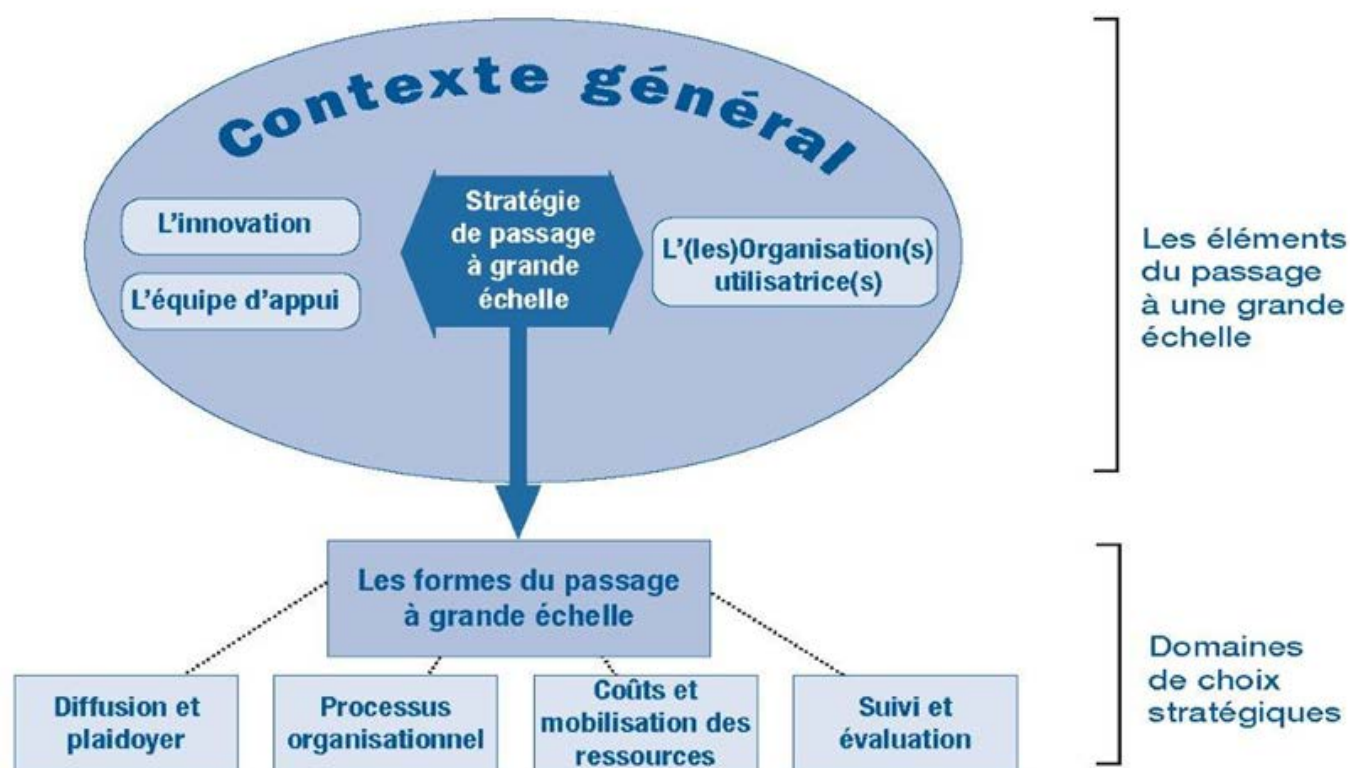 Contexte général
L'innovation
L'équipe d'appui
Stratégie
de passage
à grande
échelle
L'(les)Organisation(s)
utilisatrice(s)
Les éléments
du passage
à une grande
échelle
Les formes du passage
à grande échelle
Diffusion et
plaidoyer
Processus
organisationnel
Coûts et
mobilisation des
ressources
Suivi et
évaluation
Domaines
de choix
stratégiques